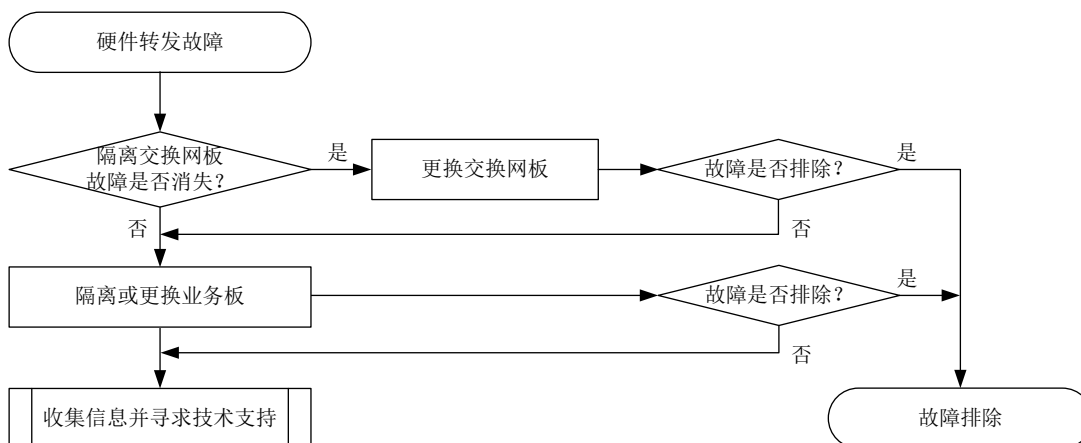 硬件转发故障
隔离交换网板
故障是否消失？
是
更换交换网板
故障是否排除？
是
否
否
隔离或更换业务板
故障是否排除？
是
否
收集信息并寻求技术支持
故障排除